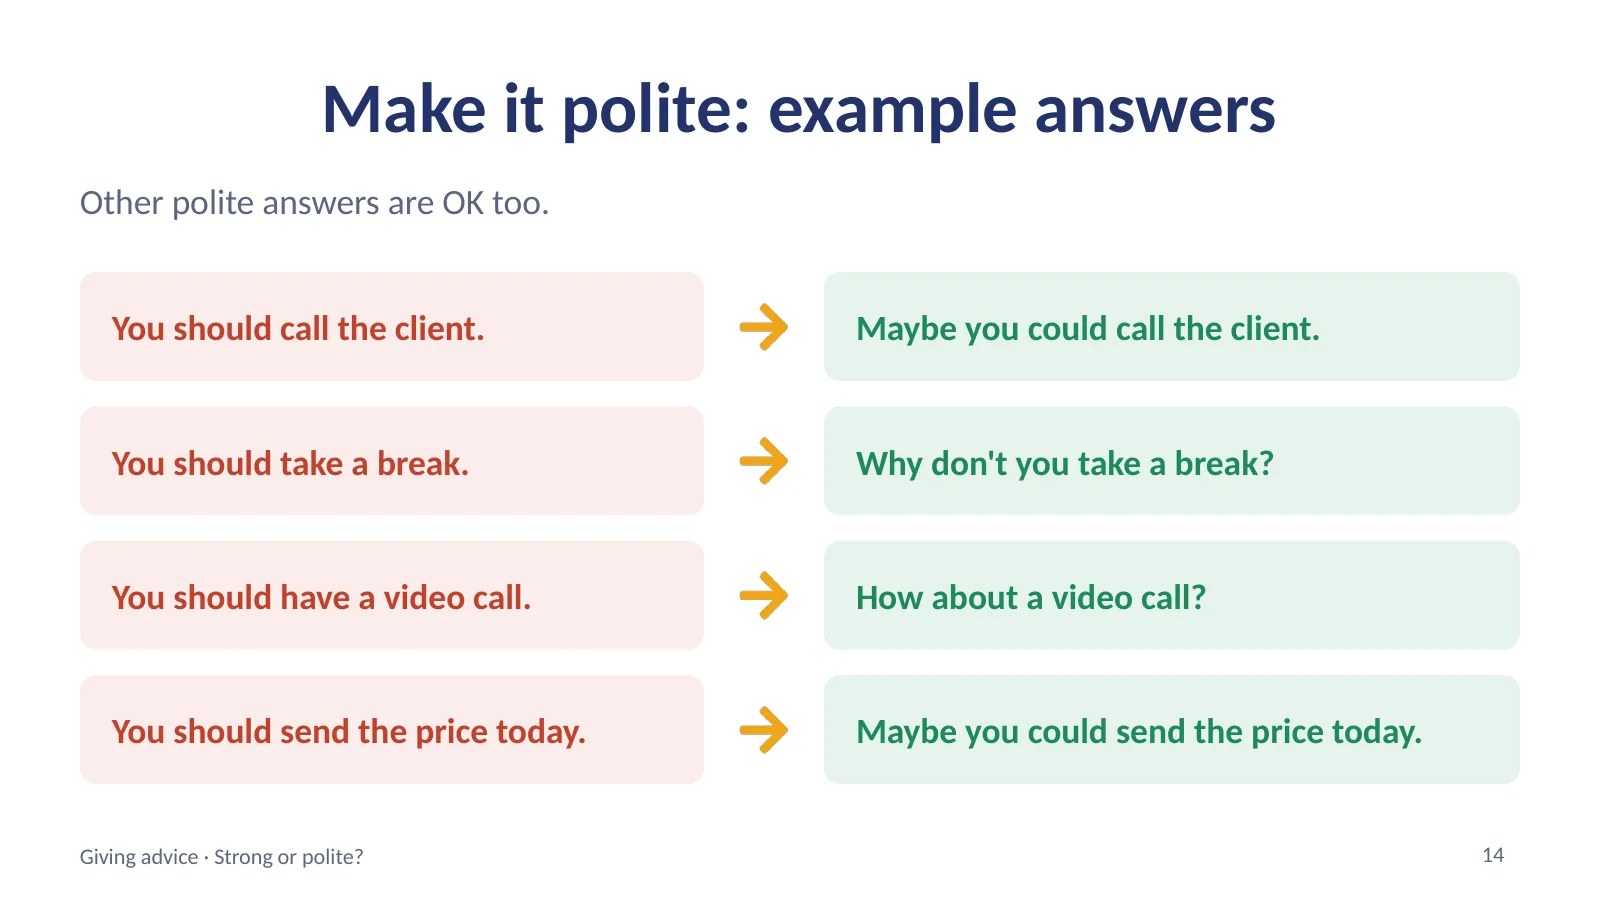 Make it polite: example answers
Other polite answers are OK too.
You should call the client.
Maybe you could call the client.
You should take a break.
Why don't you take a break?
You should have a video call.
How about a video call?
You should send the price today.
Maybe you could send the price today.
Giving advice · Strong or polite?
14